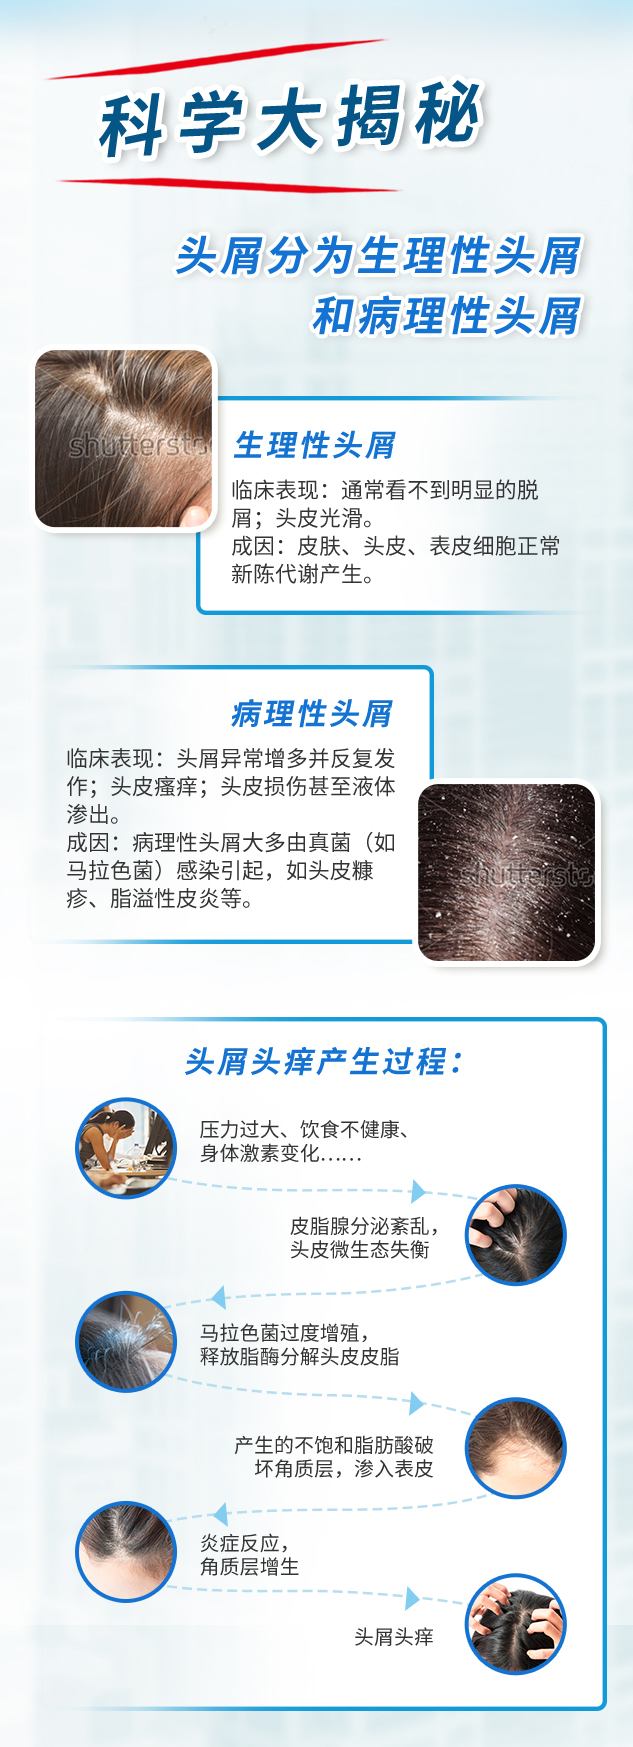 科学大揭秘
头屑分为生理性头屑
和病理性头屑
shutterstoc
生理性头屑
临床表现：通常看不到明显的脱
屑；头皮光滑。
成因：皮肤、头皮、表皮细胞正常
新陈代谢产生。
病理性头屑
临床表现：头屑异常增多并反复发
作；头皮瘙痒；头皮损伤甚至液体
渗出。
成因：病理性头屑大多由真菌（如
马拉色菌）感染引起，如头皮糠
疹、脂溢性皮炎等。
shuttersto
头屑头痒产生过程：
压力过大、饮食不健康、
身体激素变化……
皮脂腺分泌紊乱，
头皮微生态失衡
马拉色菌过度增殖，
释放脂酶分解头皮皮脂
产生的不饱和脂肪酸破
坏角质层，渗入表皮
炎症反应，
角质层增生
头屑头痒